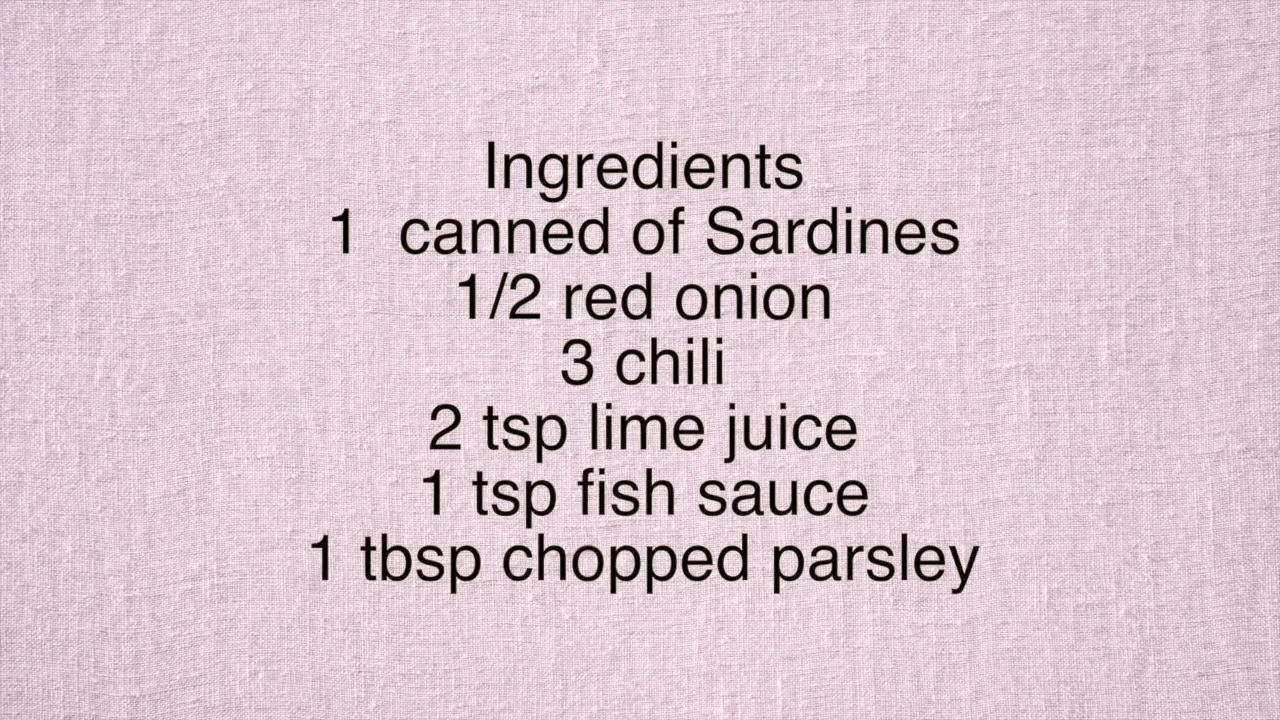 Ingredients
1  canned of Sardines
1/2 red onion
3 chili
2 tsp lime juice
1 tsp fish sauce
1 tbsp chopped parsley